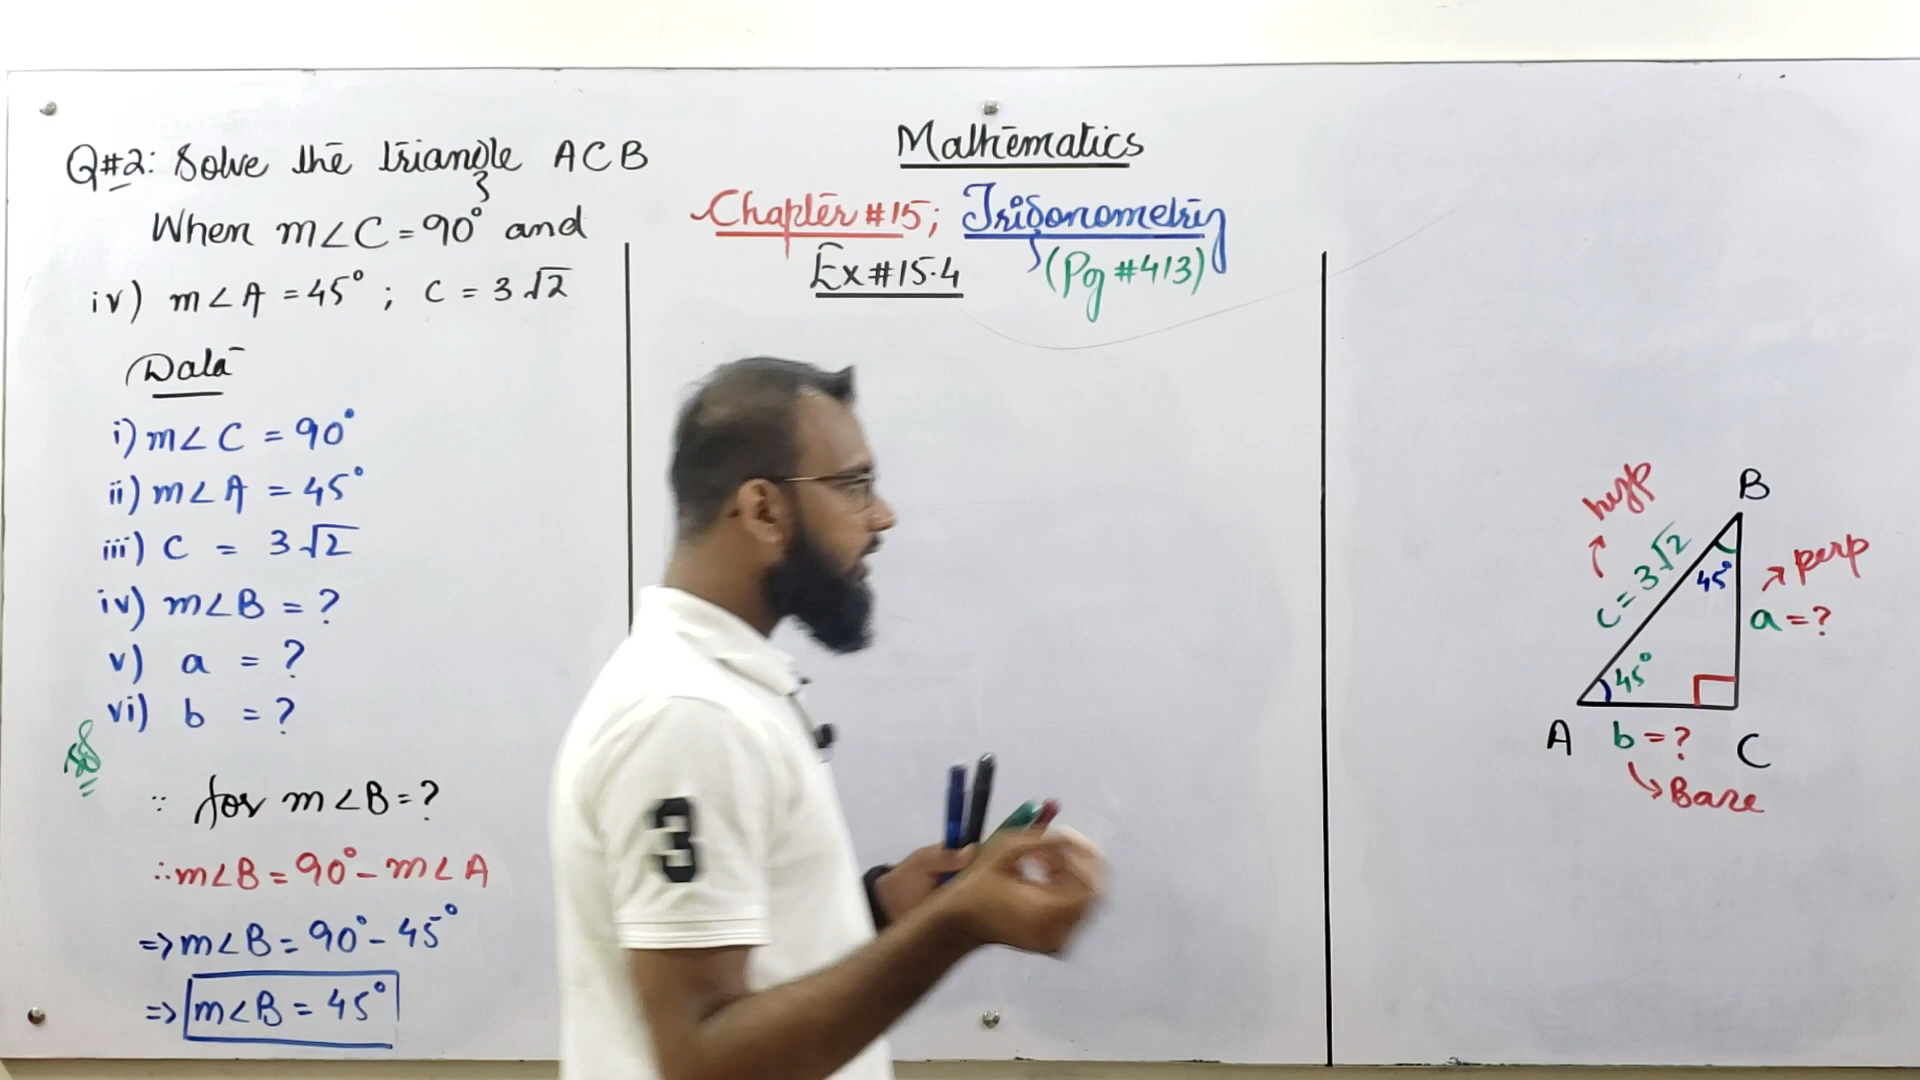 Q#2: Solve the triangle ACB
When m∠C = 90° and
iv) m∠A = 45° ; C = 3√2
Data
i) m∠C = 90°
ii) m∠A = 45°
iii) C = 3√2
iv) m∠B = ?
v) a = ?
vi) b = ?
∵ for m∠B = ?
∴ m∠B = 90° - m∠A
=> m∠B = 90° - 45°
=> m∠B = 45°
Mathematics
Chapter #15; Trigonometry
Ex #15.4 (Pg #413)
3
B
hyp
C = 3√2
45°
perp
a = ?
45°
A b = ? C
Base